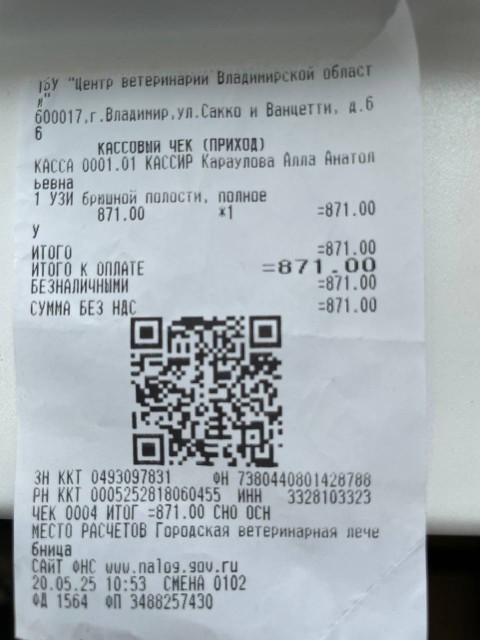 ГБУ "Центр ветеринарии Владимирской област
и"
600017,г.Владимир,ул.Сакко и Ванцетти, д.6
6
КАССОВЫЙ ЧЕК (ПРИХОД)
КАССА 0001.01 КАССИР Караулова Алла Анатол
ьевна
1 УЗИ брюшной полости, полное
871.00 *1 =871.00
У
ИТОГО =871.00
ИТОГО К ОПЛАТЕ =871.00
БЕЗНАЛИЧНЫМИ =871.00
СУММА БЕЗ НДС =871.00
ЗН ККТ 0493097831 ФН 7380440801428788
РН ККТ 0005252818060455 ИНН 3328103323
ЧЕК 0004 ИТОГ =871.00 СНО ОСН
МЕСТО РАСЧЕТОВ Городская ветеринарная лече
бница
САЙТ ФНС www.nalog.gov.ru
20.05.25 10:53 СМЕНА 0102
ФД 1564 ФП 3488257430